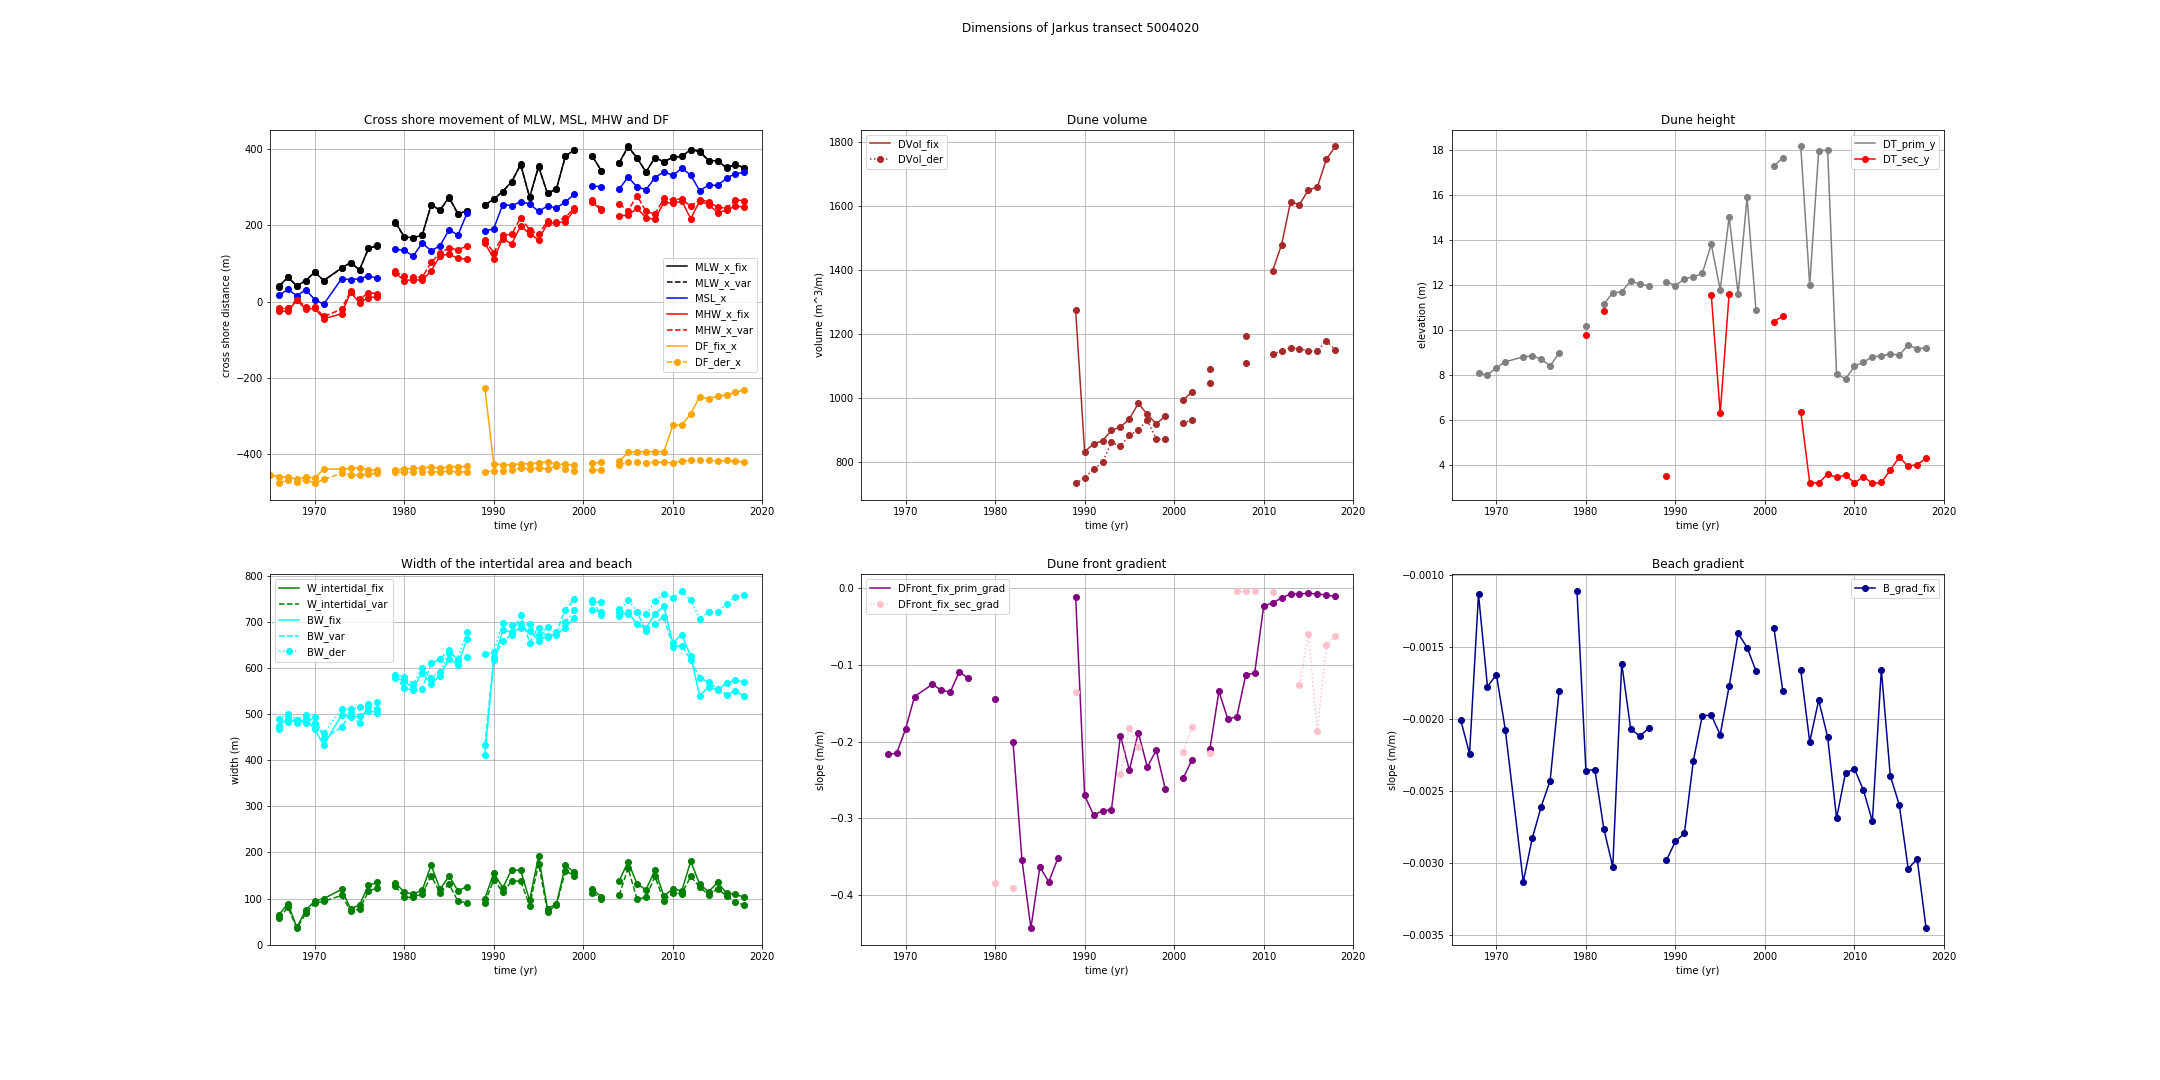 Dimensions of Jarkus transect 5004020
Cross shore movement of MLW, MSL, MHW and DF
400
200
0
−200
−400
cross shore distance (m)
MLW_x_fix
MLW_x_var
MSL_x
MHW_x_fix
MHW_x_var
DF_fix_x
DF_der_x
1970 1980 1990 2000 2010 2020
time (yr)
Dune volume
DVol_fix
DVol_der
1800
1600
1400
1200
1000
800
volume (m^3/m)
1970 1980 1990 2000 2010 2020
time (yr)
Dune height
DT_prim_y
DT_sec_y
18
16
14
12
10
8
6
4
elevation (m)
1970 1980 1990 2000 2010 2020
time (yr)
Width of the intertidal area and beach
W_intertidal_fix
W_intertidal_var
BW_fix
BW_var
BW_der
800
700
600
500
400
300
200
100
0
width (m)
1970 1980 1990 2000 2010 2020
time (yr)
Dune front gradient
DFront_fix_prim_grad
DFront_fix_sec_grad
0.0
−0.1
−0.2
−0.3
−0.4
slope (m/m)
1970 1980 1990 2000 2010 2020
time (yr)
Beach gradient
B_grad_fix
−0.0010
−0.0015
−0.0020
−0.0025
−0.0030
−0.0035
slope (m/m)
1970 1980 1990 2000 2010 2020
time (yr)